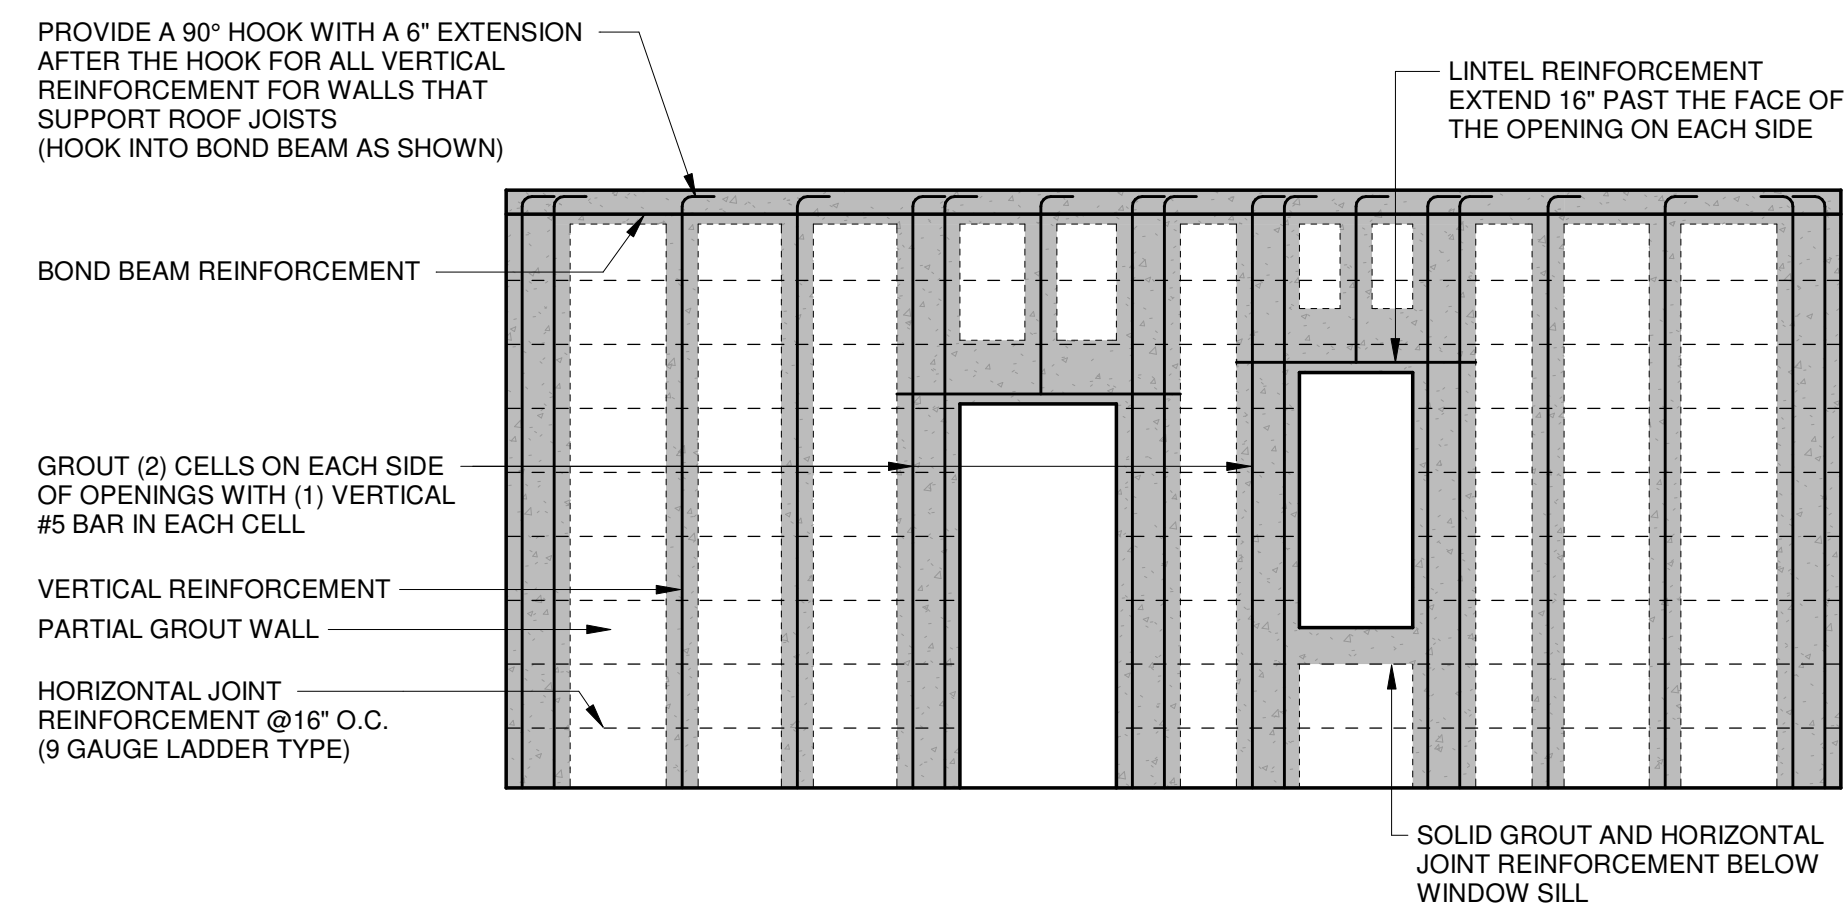 PROVIDE A 90° HOOK WITH A 6" EXTENSION
AFTER THE HOOK FOR ALL VERTICAL
REINFORCEMENT FOR WALLS THAT
SUPPORT ROOF JOISTS
(HOOK INTO BOND BEAM AS SHOWN)
LINTEL REINFORCEMENT
EXTEND 16" PAST THE FACE OF
THE OPENING ON EACH SIDE
BOND BEAM REINFORCEMENT
GROUT (2) CELLS ON EACH SIDE
OF OPENINGS WITH (1) VERTICAL
#5 BAR IN EACH CELL
VERTICAL REINFORCEMENT
PARTIAL GROUT WALL
HORIZONTAL JOINT
REINFORCEMENT @16" O.C.
(9 GAUGE LADDER TYPE)
SOLID GROUT AND HORIZONTAL
JOINT REINFORCEMENT BELOW
WINDOW SILL